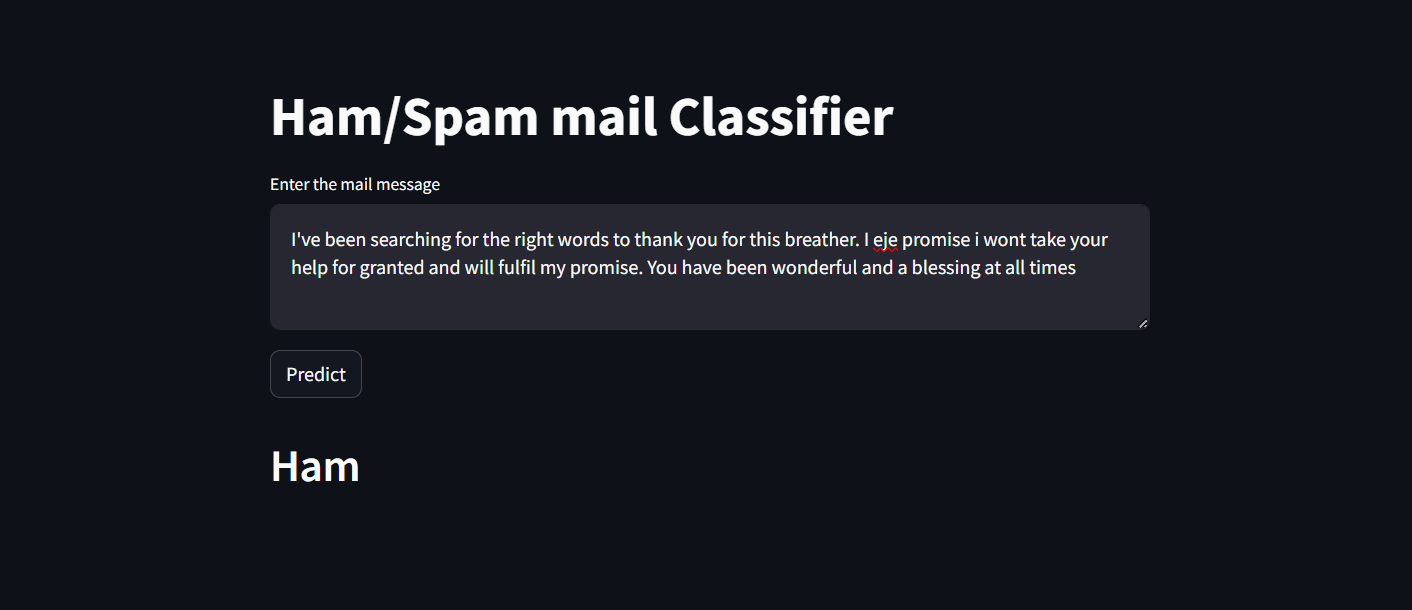 Ham/Spam mail Classifier
Enter the mail message
I've been searching for the right words to thank you for this breather. I eje promise i wont take your
help for granted and will fulfil my promise. You have been wonderful and a blessing at all times
Predict
Ham